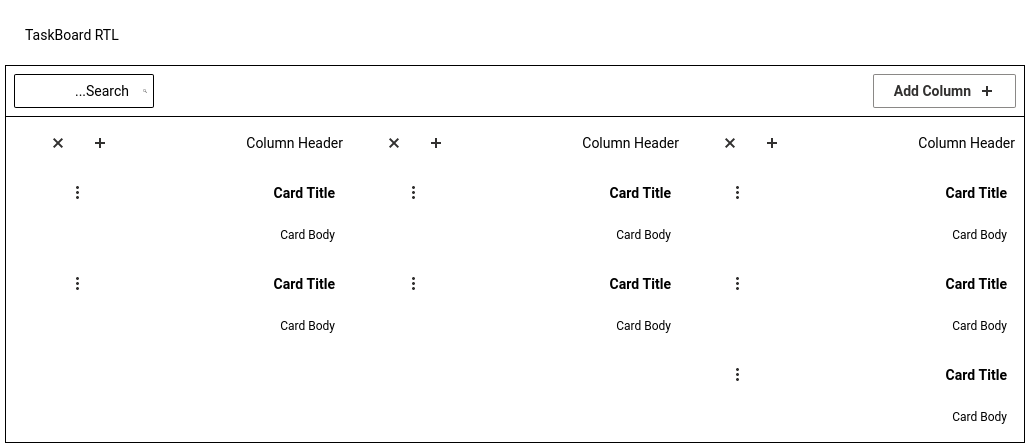 TaskBoard RTL
Add Column +
...Search
Column Header Column Header Column Header
Card Title Card Title Card Title
Card Body Card Body Card Body
Card Title Card Title Card Title
Card Body Card Body Card Body
Card Title
Card Body